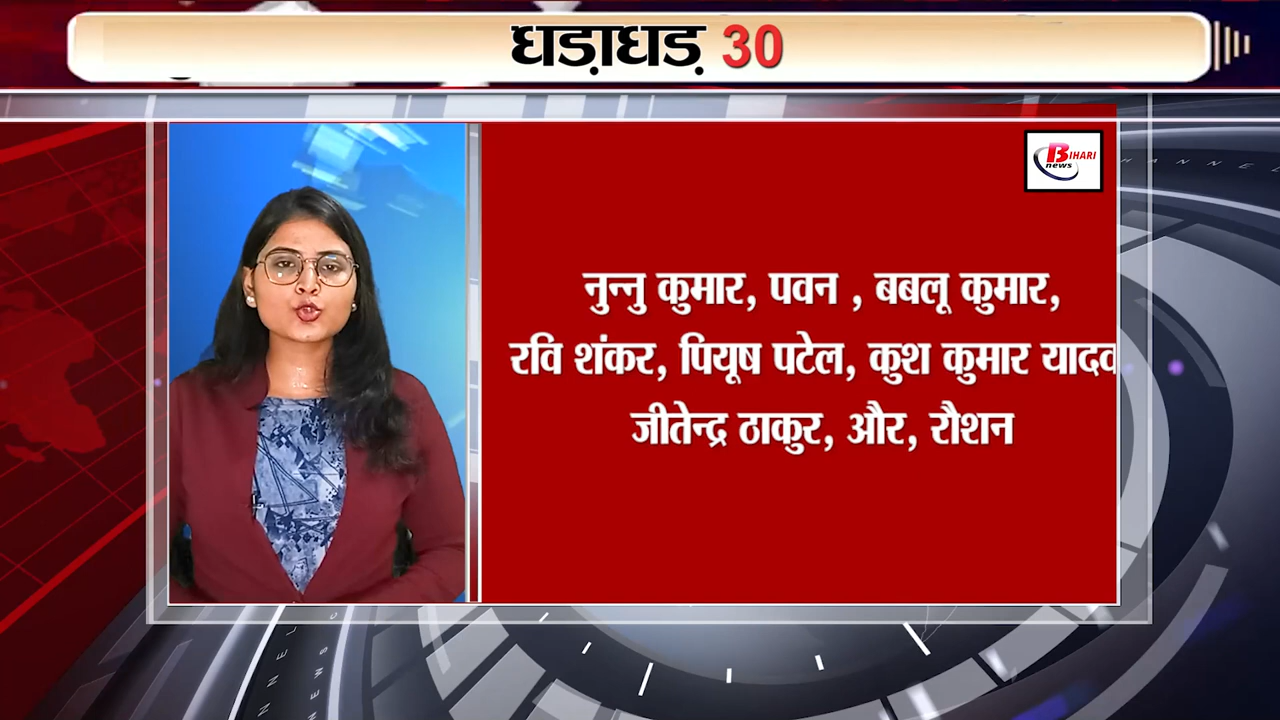 धड़ाधड़ 30
BIHARI
news
नुन्नु कुमार, पवन , बबलू कुमार,
रवि शंकर, पियूष पटेल, कुश कुमार यादव
जीतेन्द्र ठाकुर, और, रौशन